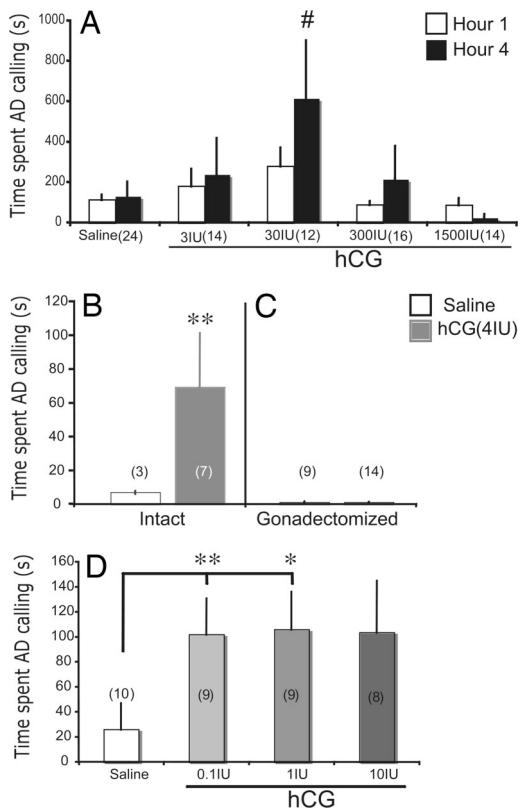 A
#
Hour 1
Hour 4
Time spent AD calling (s)
1000
800
600
400
200
0
Saline(24)
3IU(14)
30IU(12)
300IU(16)
1500IU(14)
hCG
B
C
Saline
hCG(4IU)
**
Time spent AD calling (s)
120
100
80
60
40
20
0
(3)
(7)
(9)
(14)
Intact
Gonadectomized
D
**
*
Time spent AD calling (s)
160
140
120
100
80
60
40
20
0
(10)
(9)
(9)
(8)
Saline
0.1IU
1IU
10IU
hCG